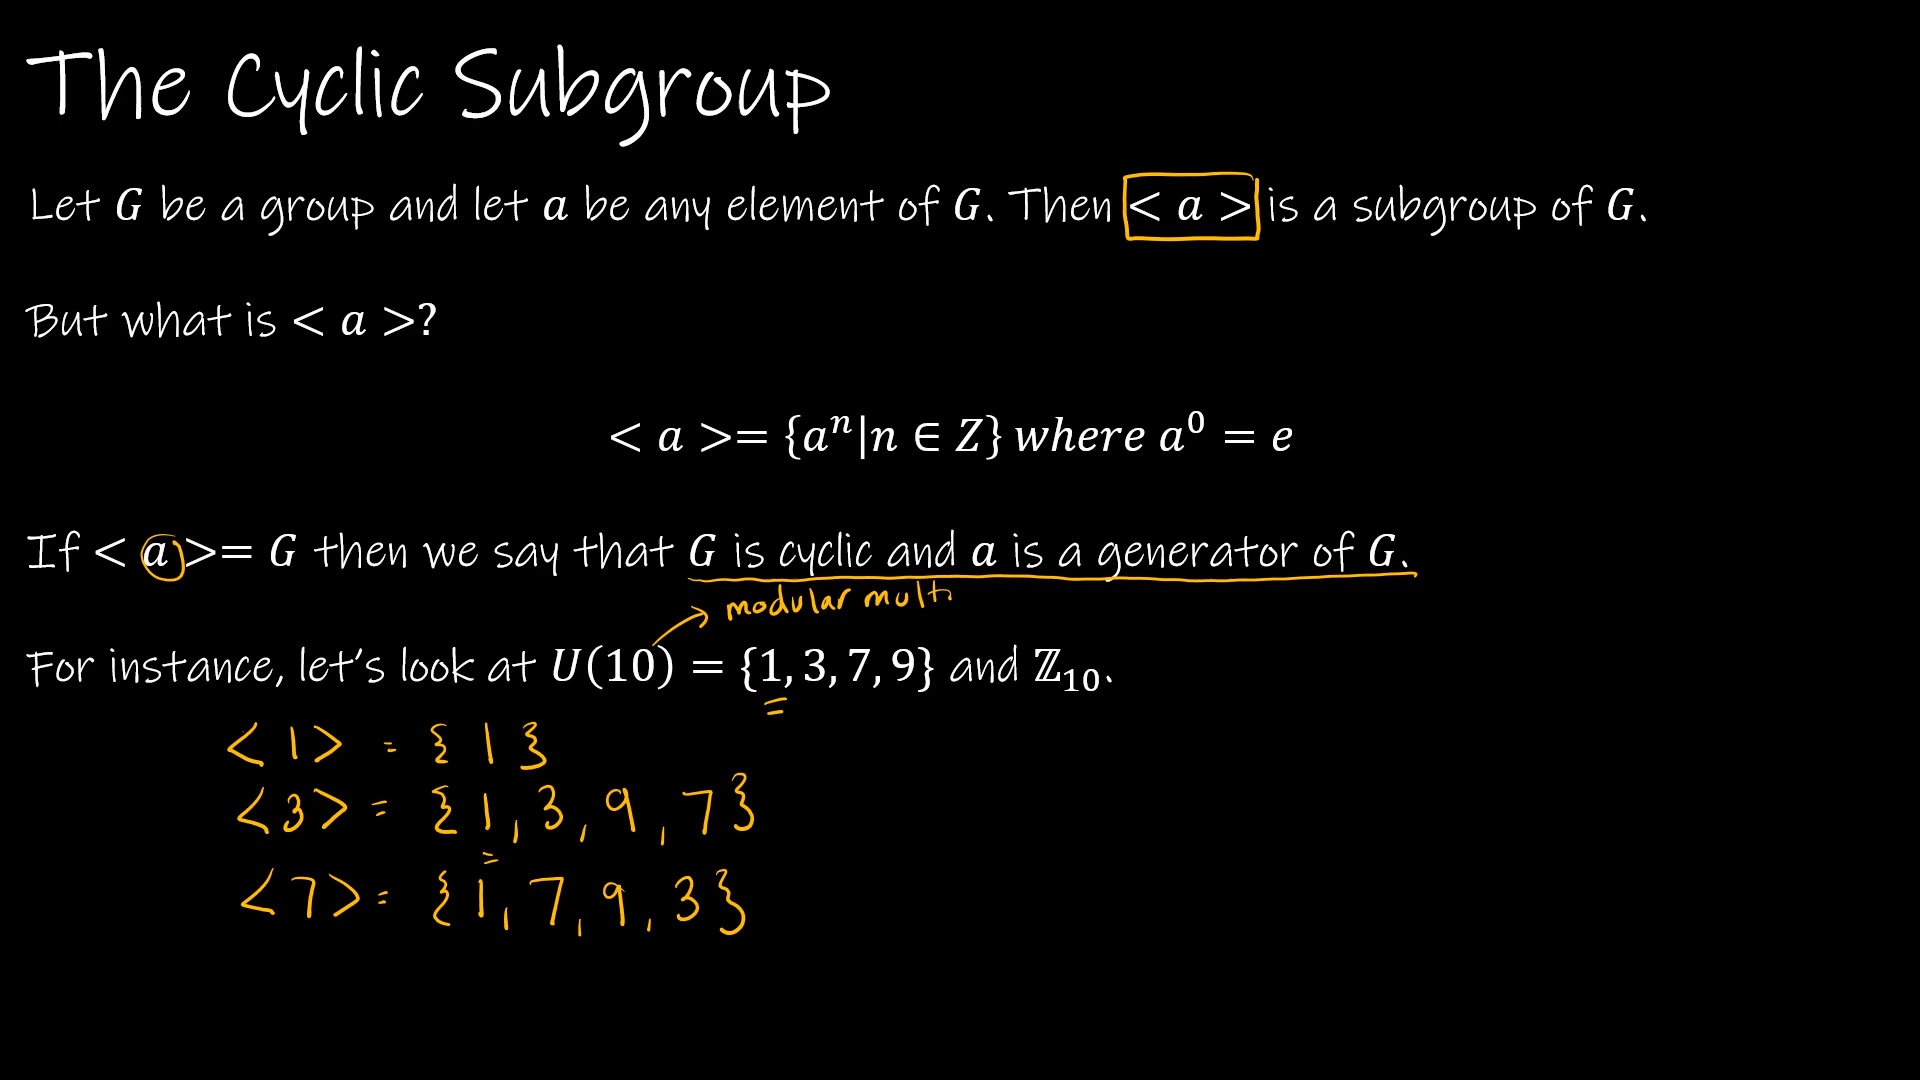 The Cyclic Subgroup
Let G be a group and let a be any element of G. Then < a > is a subgroup of G.
But what is < a >?
< a >= {aⁿ|n ∈ Z} where a⁰ = e
If < a >= G then we say that G is cyclic and a is a generator of G.
modular mult
For instance, let's look at U(10) = {1, 3, 7, 9} and ℤ₁₀.
<1> = {1}
<3> = {1, 3, 9, 7}
<7> = {1, 7, 9, 3}